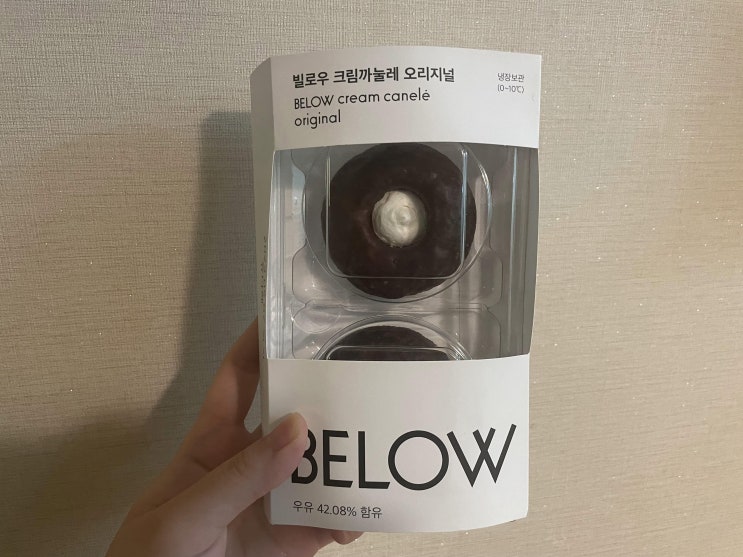 빌로우 크림까눌레 오리지널
냉장보관
(0~10℃)
BELOW cream canelé
original
BELOW
우유 42.08% 함유